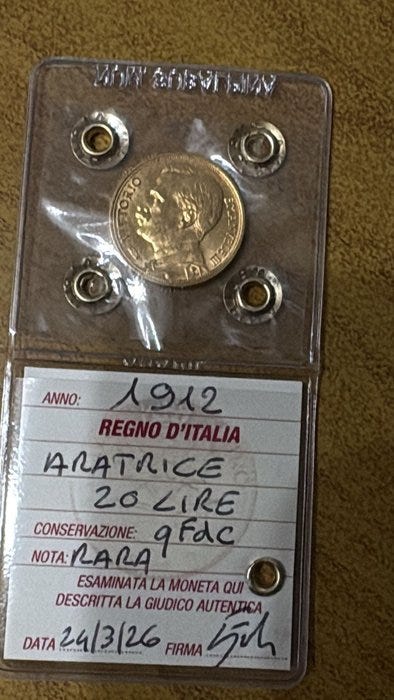 VITTORIO
ANNO: 1912
REGNO D'ITALIA
ARATRICE
20 LIRE
CONSERVAZIONE: qFdc
NOTA: RARA
ESAMINATA LA MONETA QUI
DESCRITTA LA GIUDICO AUTENTICA
DATA 24/3/26 FIRMA